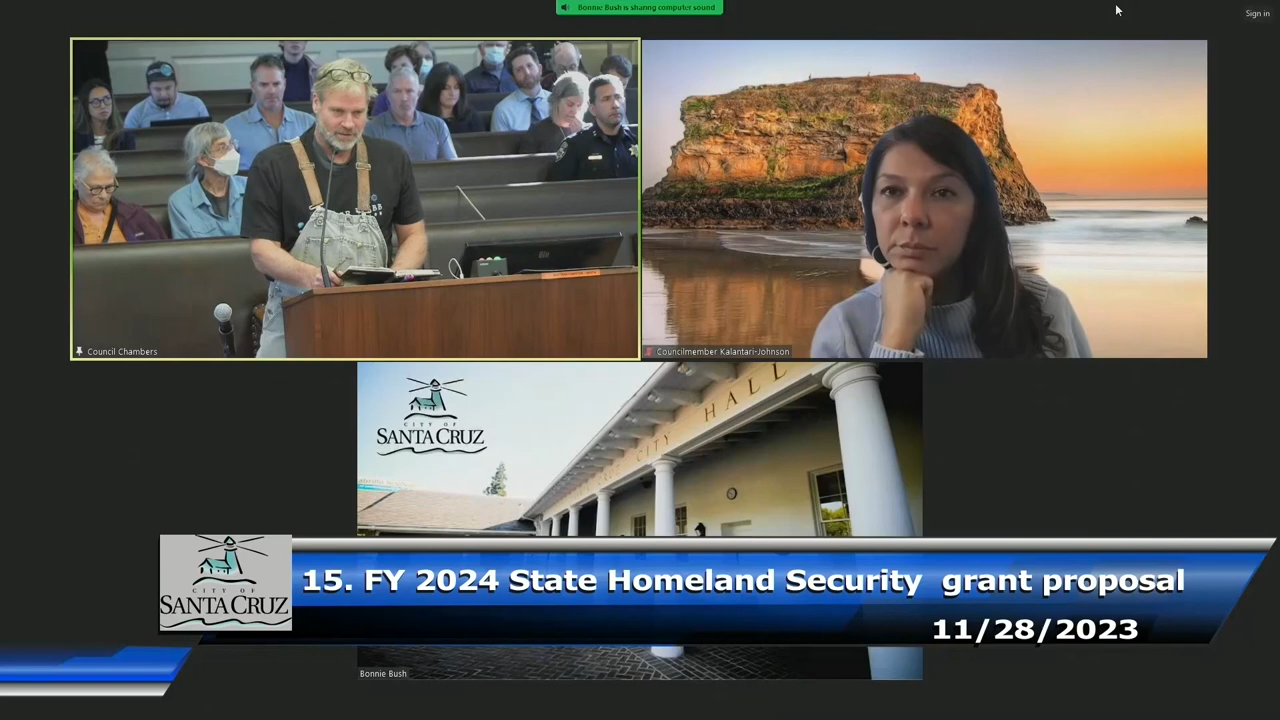 Bonnie Bush is sharing computer sound
Sign in
Council Chambers
Councilmember Kalantari-Johnson
CITY OF
SANTA CRUZ
CITY HALL
CITY OF
SANTA CRUZ
15. FY 2024 State Homeland Security grant proposal
11/28/2023
Bonnie Bush